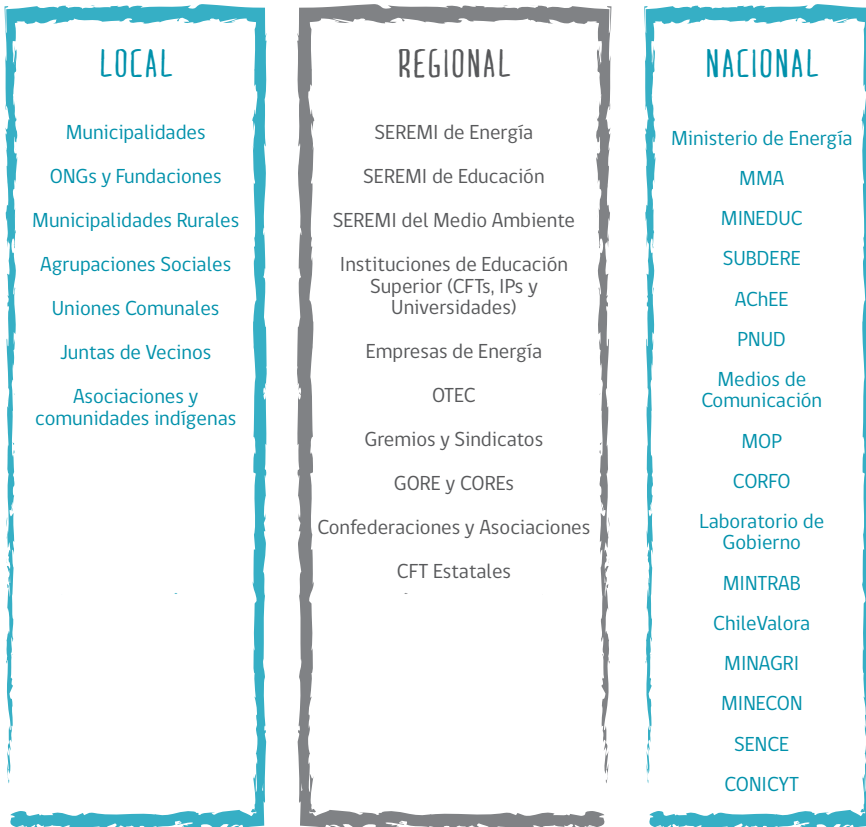 LOCAL
Municipalidades
ONGs y Fundaciones
Municipalidades Rurales
Agrupaciones Sociales
Uniones Comunales
Juntas de Vecinos
Asociaciones y
comunidades indígenas
REGIONAL
SEREMI de Energía
SEREMI de Educación
SEREMI del Medio Ambiente
Instituciones de Educación
Superior (CFTs, IPs y
Universidades)
Empresas de Energía
OTEC
Gremios y Sindicatos
GORE y COREs
Confederaciones y Asociaciones
CFT Estatales
NACIONAL
Ministerio de Energía
MMA
MINEDUC
SUBDERE
AChEE
PNUD
Medios de
Comunicación
MOP
CORFO
Laboratorio de
Gobierno
MINTRAB
ChileValora
MINAGRI
MINECON
SENCE
CONICYT